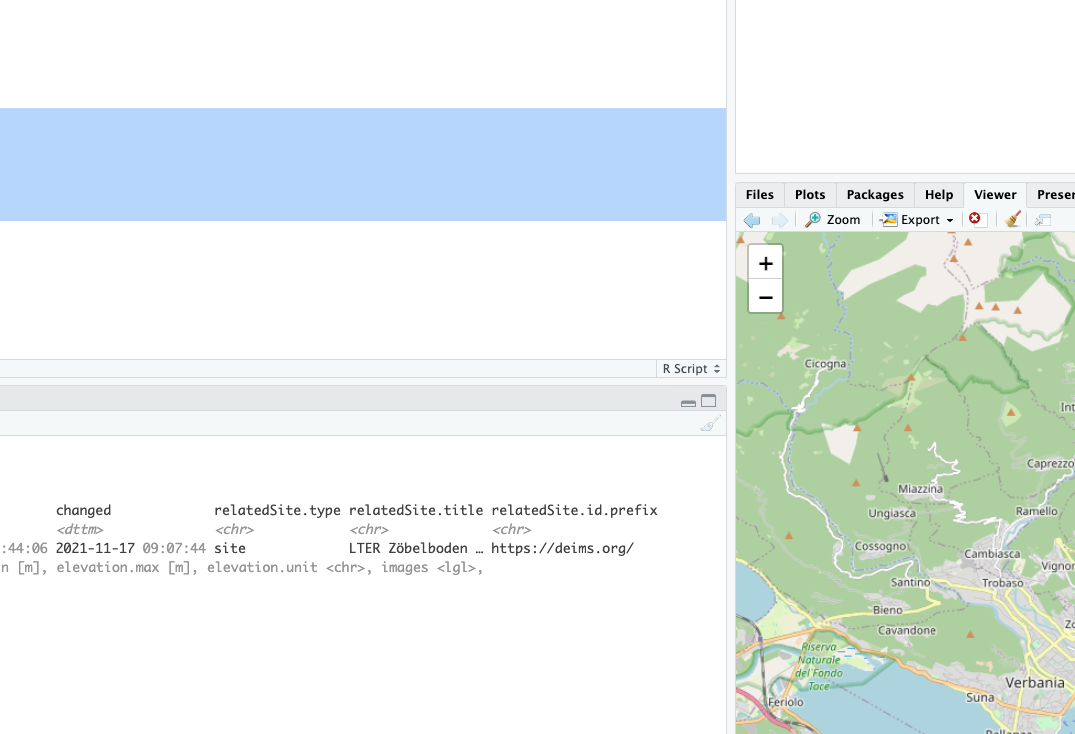 R Script
changed relatedSite.type relatedSite.title relatedSite.id.prefix
<dttm> <chr> <chr> <chr>
:44:06 2021-11-17 09:07:44 site LTER Zöbelboden … https://deims.org/
n [m], elevation.max [m], elevation.unit <chr>, images <lgl>,
Files Plots Packages Help Viewer Preser
Zoom Export
+
−
Cicogna
Int
Caprezzo
Miazzina
Ungiasca
Ramello
Cossogno
Cambiasca
Vignon
Santino
Trobaso
Bieno
Cavandone
Zo
Riserva
Naturale
del Fondo
Toce
Verbania
Suna
Feriolo
Pallanza